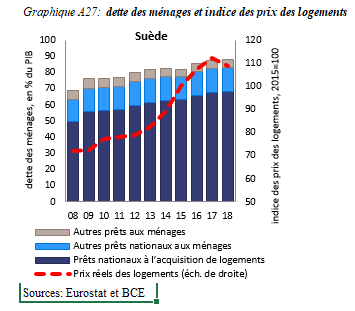 Graphique A27: dette des ménages et indice des prix des logements
Suède
dette des ménages, en % du PIB
100
90
80
70
60
50
40
30
20
10
0
120
110
100
90
80
70
60
50
indice des prix des logements, 2015=100
08 09 10 11 12 13 14 15 16 17 18
Autres prêts aux ménages
Autres prêts nationaux aux ménages
Prêts nationaux à l'acquisition de logements
Prix réels des logements (éch. de droite)
Sources: Eurostat et BCE